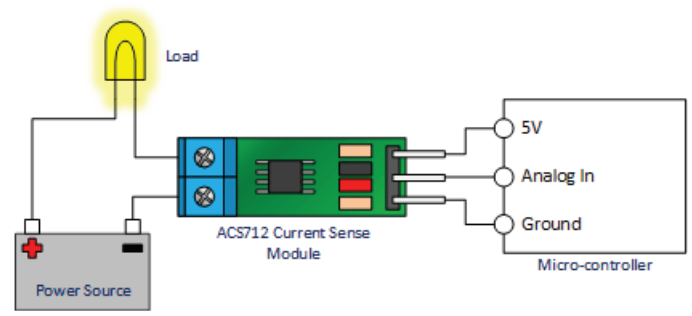 Load
5V
Analog In
Ground
ACS712 Current Sense
Module
Micro-controller
Power Source